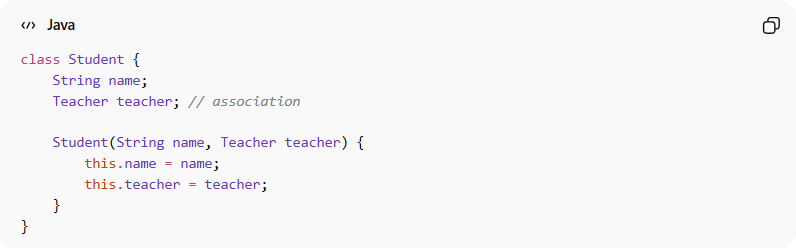 </> Java
class Student {
    String name;
    Teacher teacher; // association

    Student(String name, Teacher teacher) {
        this.name = name;
        this.teacher = teacher;
    }
}